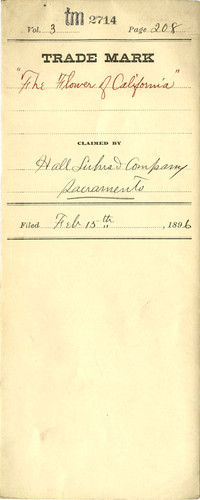 tm 2714
Vol. 3 Page 208
TRADE MARK
"The Flower of California"
CLAIMED BY
Hall Luhrs & Company
Sacramento
Filed Feb 15th , 1896